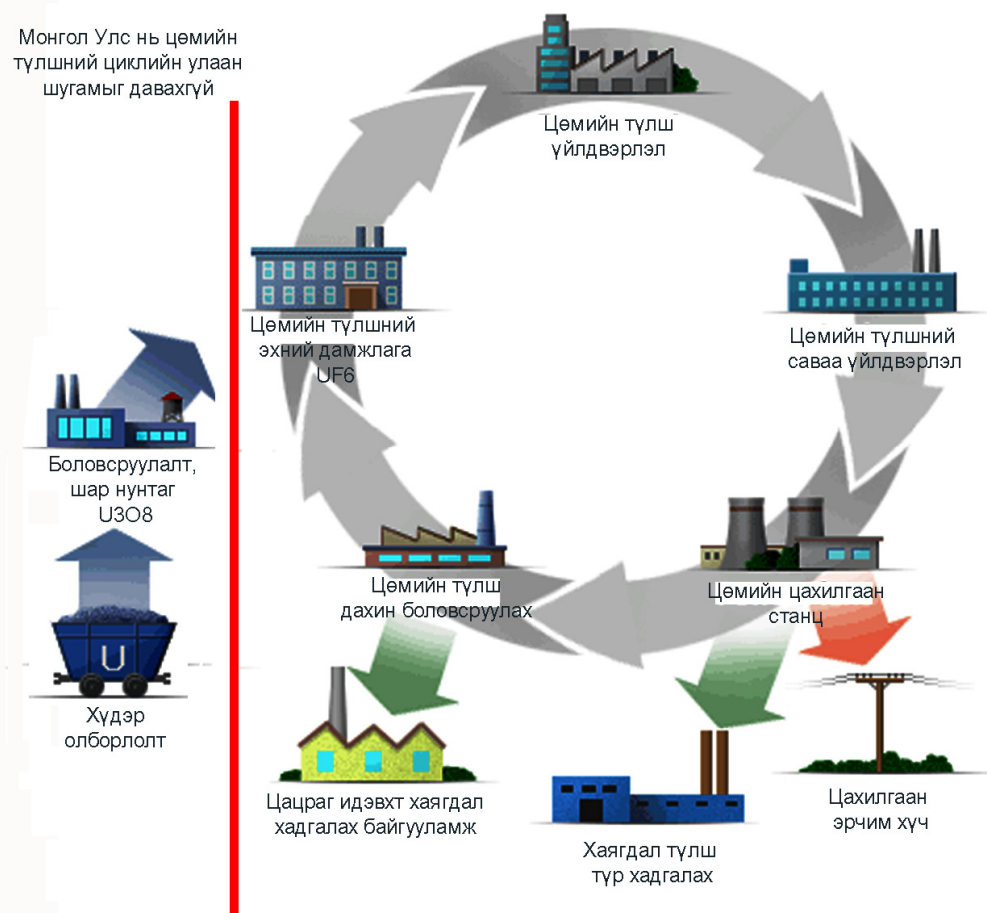 Монгол Улс нь цөмийн
түлшний циклийн улаан
шугамыг давахгүй
Цөмийн түлш
үйлдвэрлэл
Цөмийн түлшний
эхний дамжлага
UF6
Цөмийн түлшний
саваа үйлдвэрлэл
Боловсруулалт,
шар нунтаг
U3O8
Цөмийн түлш
дахин боловсруулах
Цөмийн цахилгаан
станц
U
Хүдэр
олборлолт
Цацраг идэвхт хаягдал
хадгалах байгууламж
Хаягдал түлш
түр хадгалах
Цахилгаан
эрчим хүч